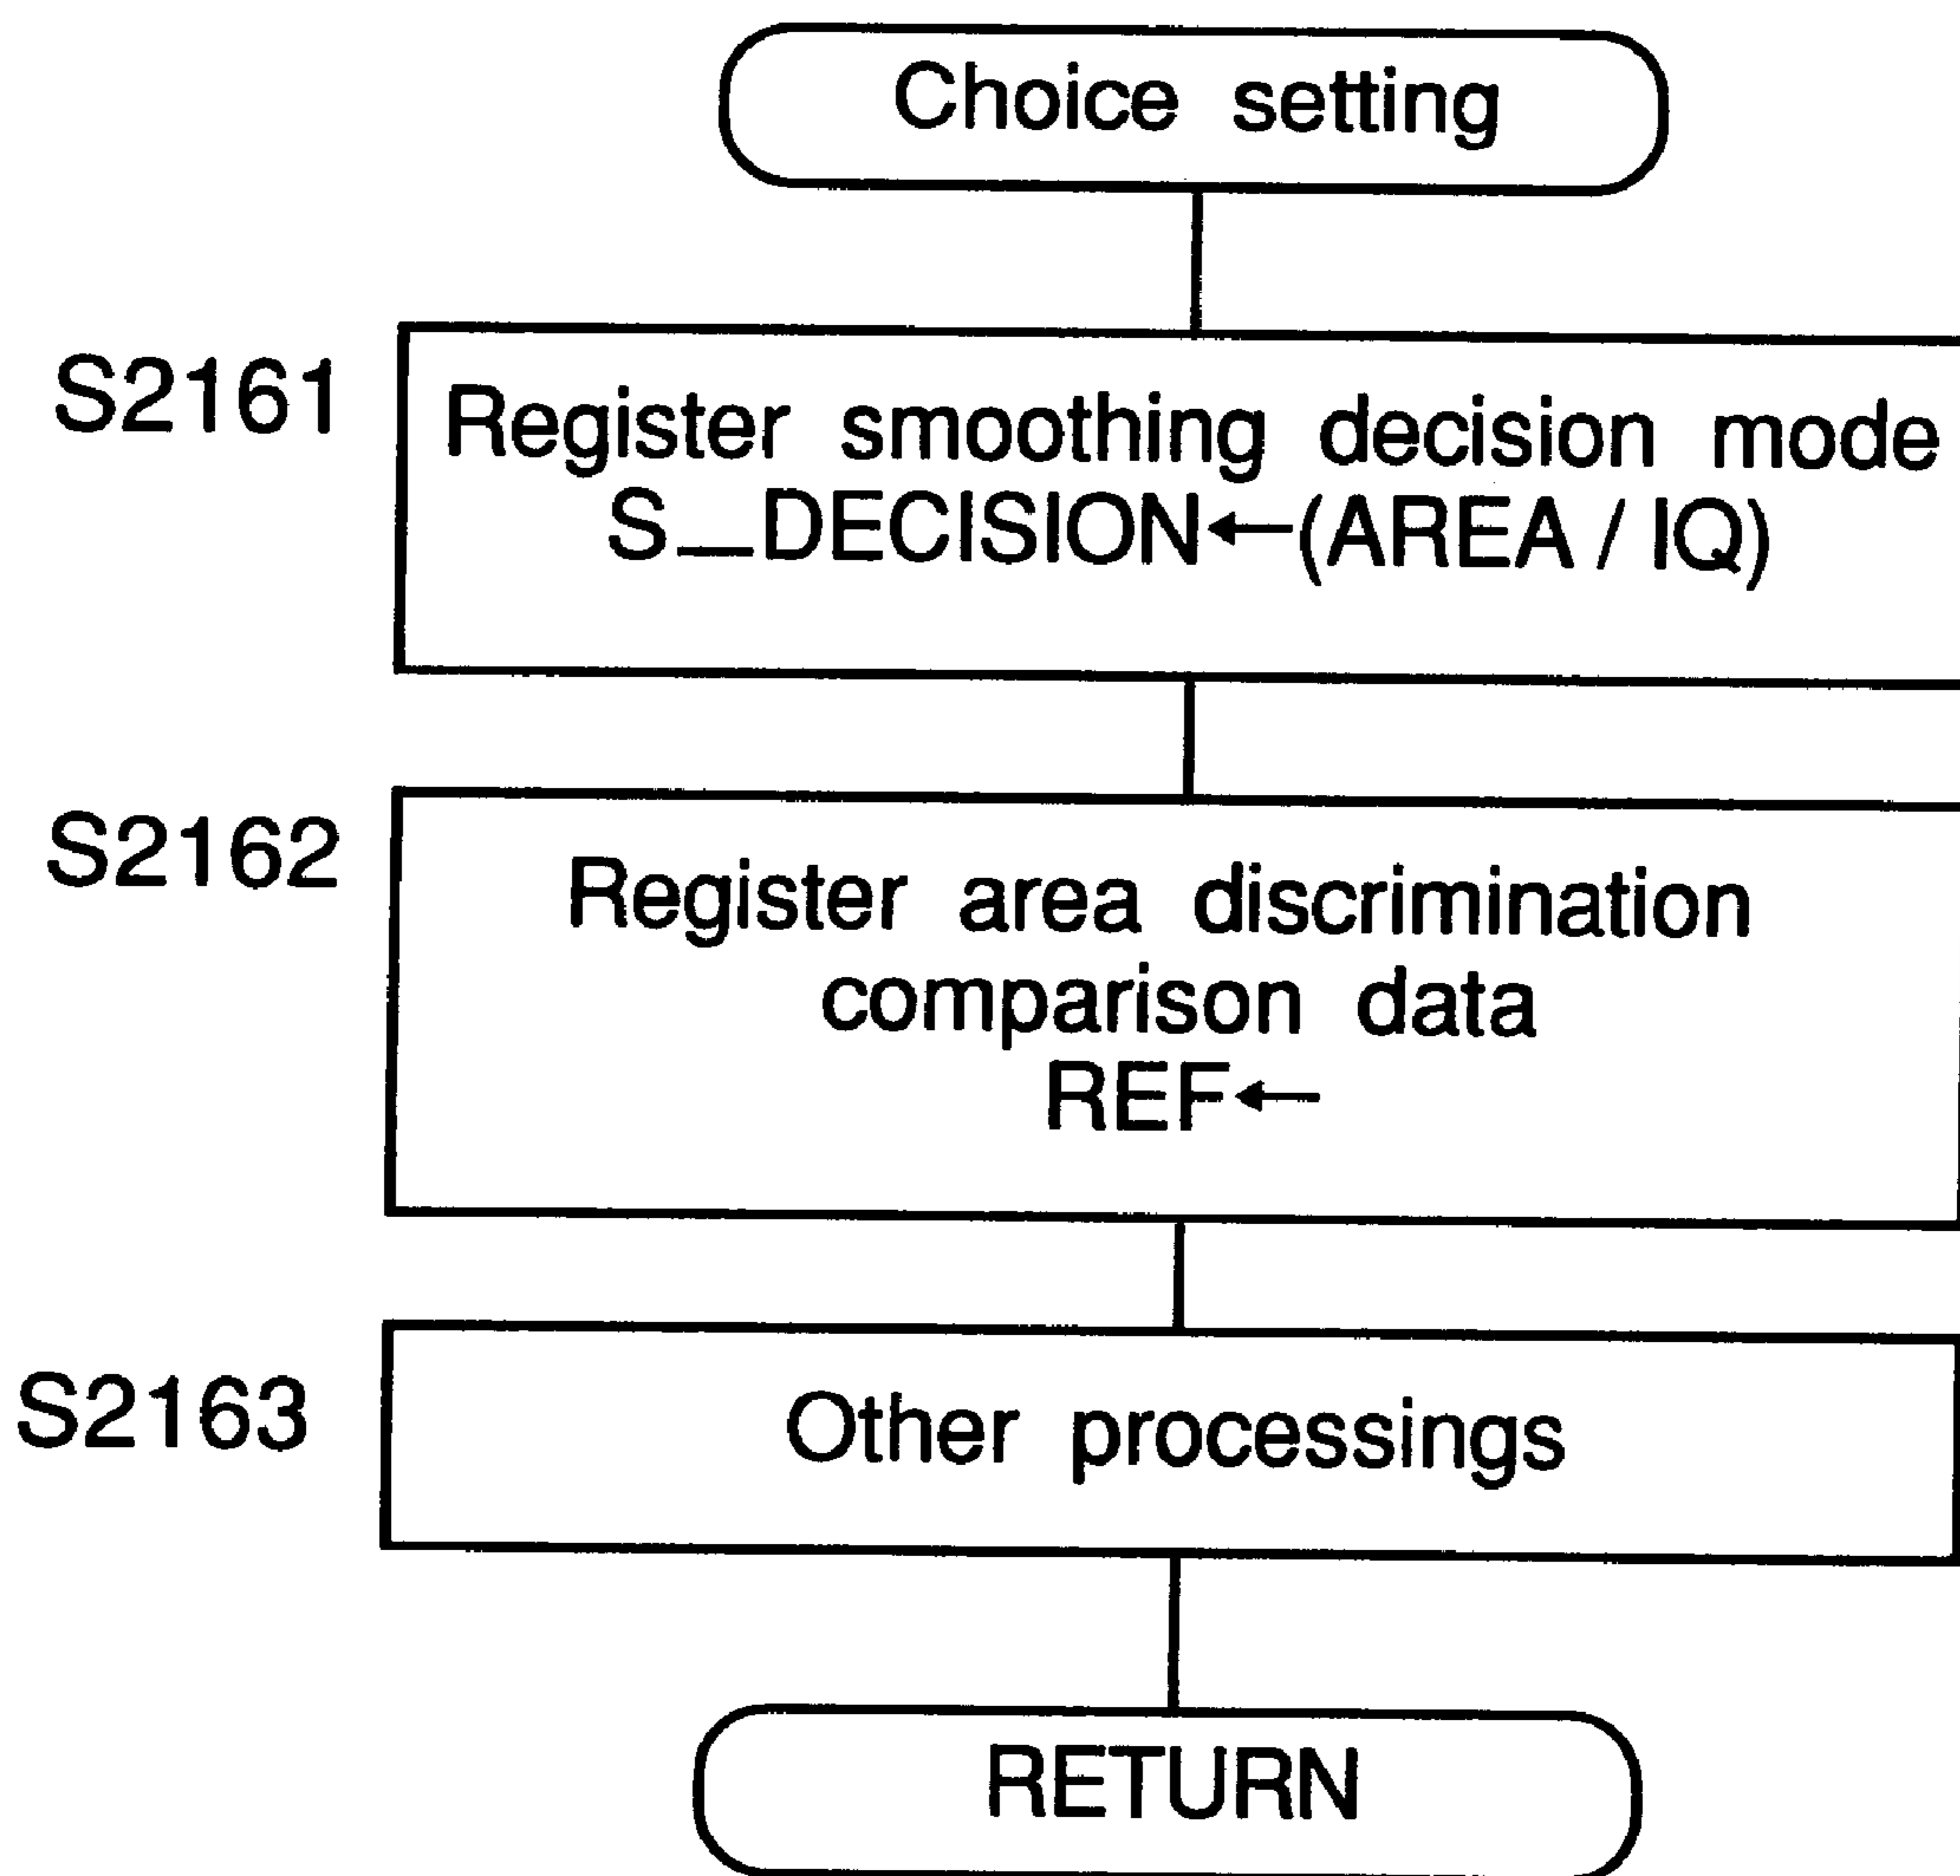 Choice setting
S2161
Register smoothing decision mode
S_DECISION←(AREA / IQ)
S2162
Register area discrimination
comparison data
REF←
S2163
Other processings
RETURN